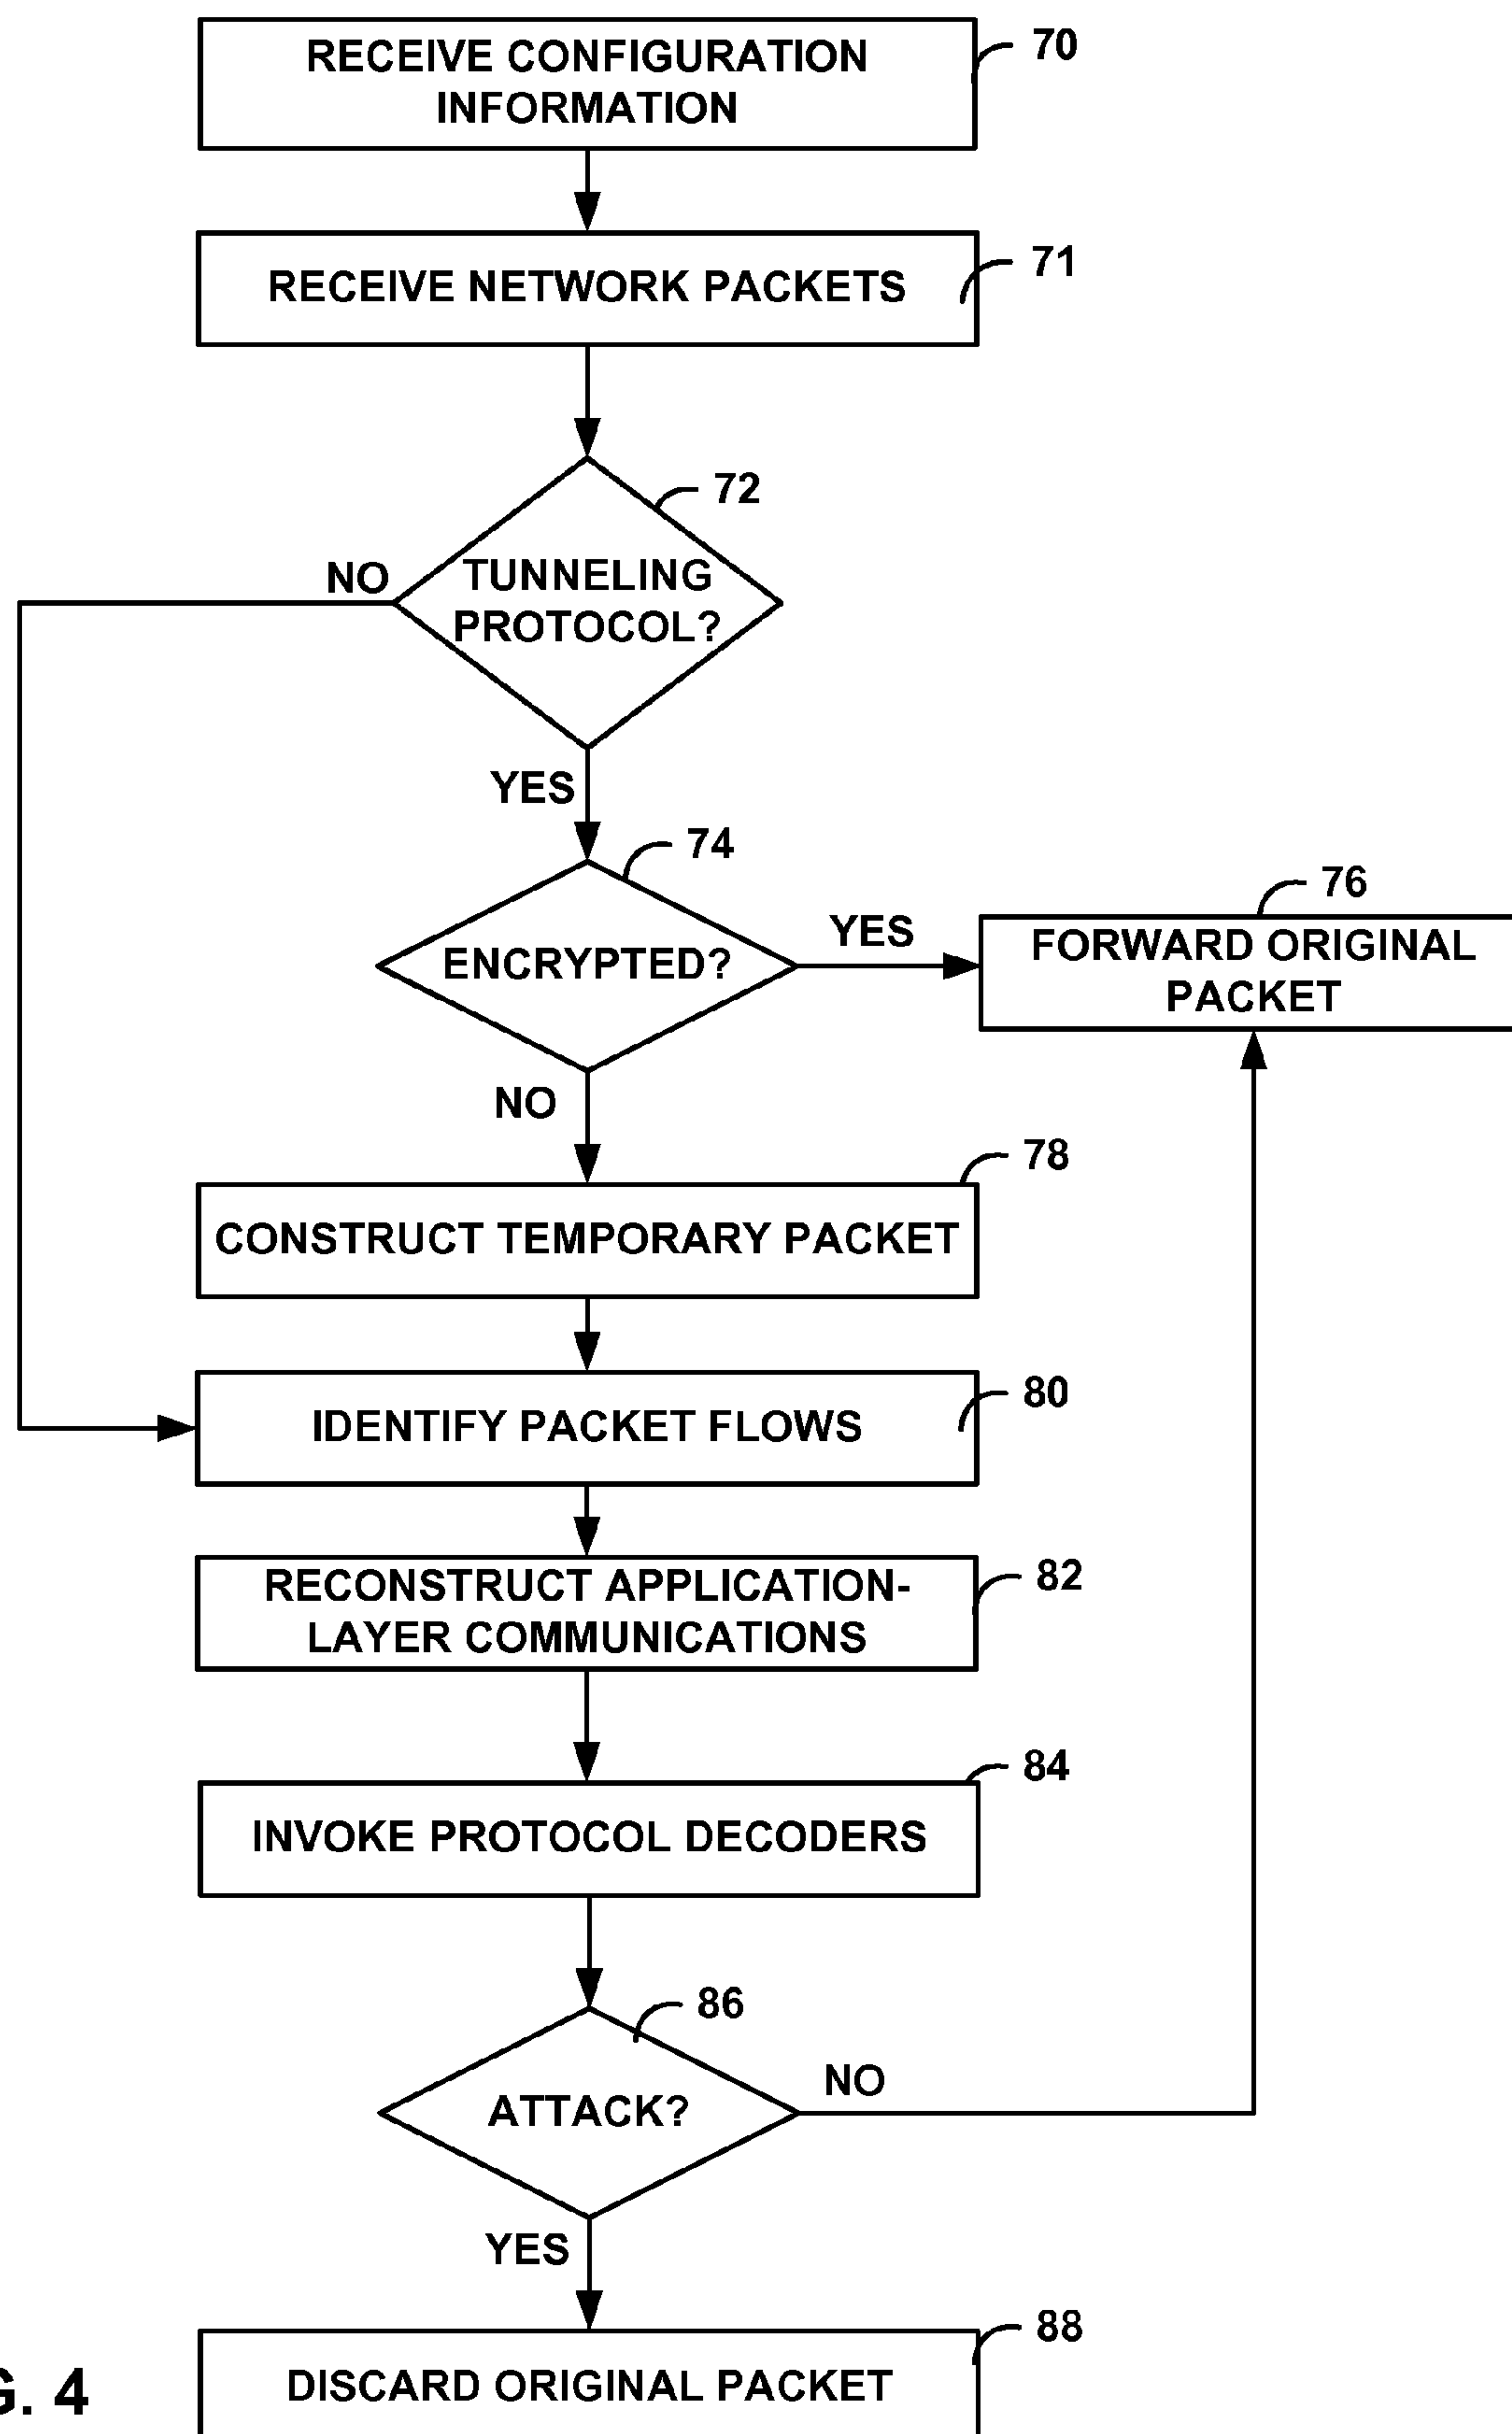 RECEIVE CONFIGURATION
INFORMATION
70
RECEIVE NETWORK PACKETS
71
72
NO
TUNNELING
PROTOCOL?
YES
74
ENCRYPTED?
YES
76
FORWARD ORIGINAL
PACKET
NO
78
CONSTRUCT TEMPORARY PACKET
80
IDENTIFY PACKET FLOWS
82
RECONSTRUCT APPLICATION-
LAYER COMMUNICATIONS
84
INVOKE PROTOCOL DECODERS
86
ATTACK?
NO
YES
88
DISCARD ORIGINAL PACKET
G. 4